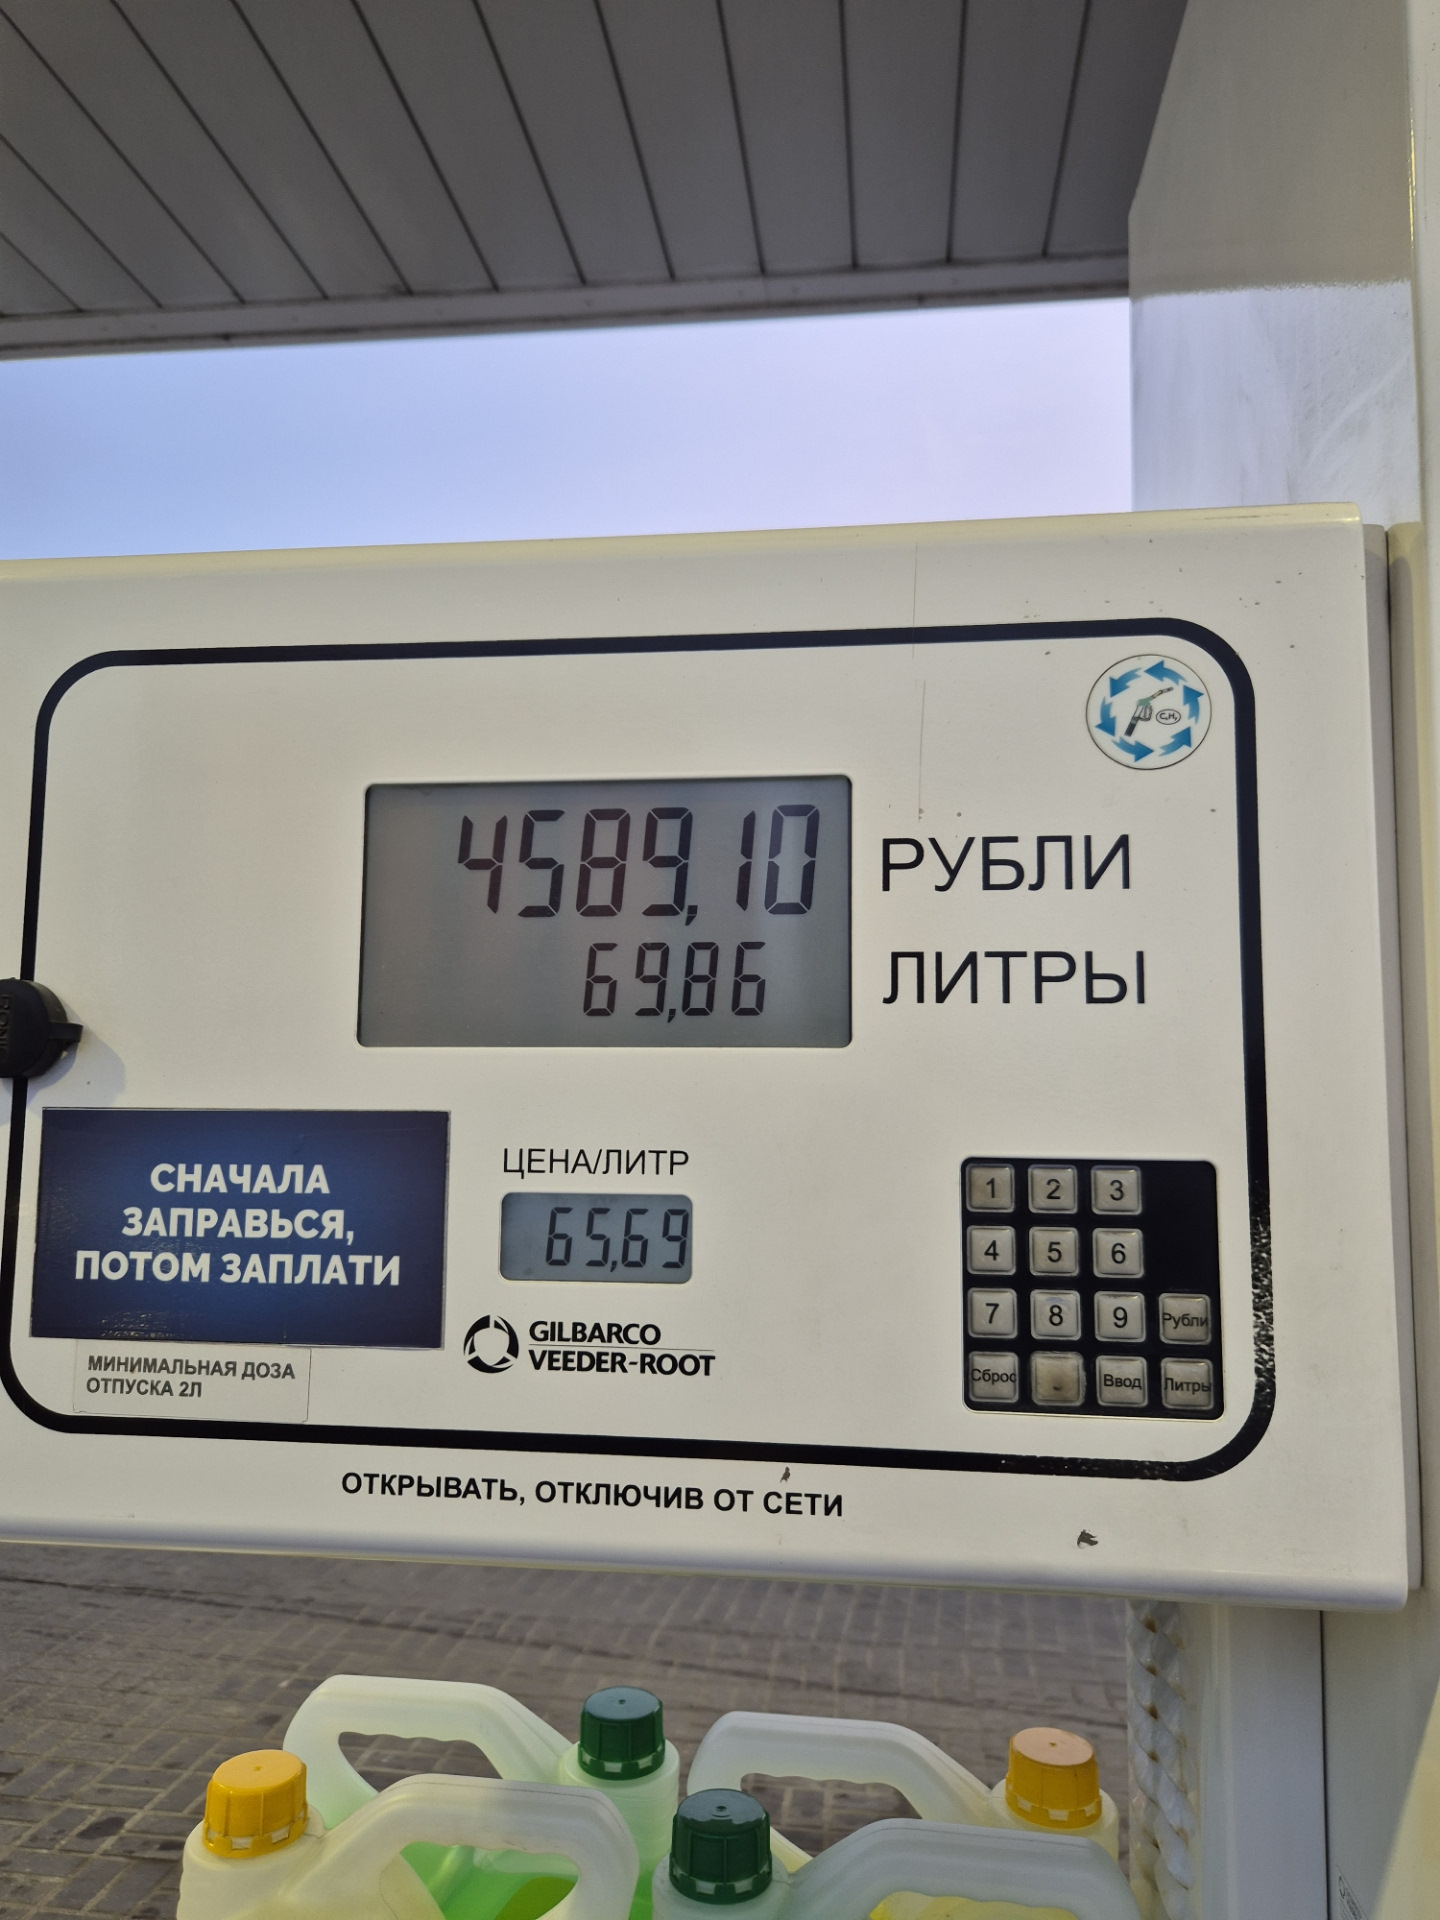 4589,10 РУБЛИ
69,86 ЛИТРЫ
СНАЧАЛА
ЗАПРАВЬСЯ,
ПОТОМ ЗАПЛАТИ
МИНИМАЛЬНАЯ ДОЗА
ОТПУСКА 2Л
ЦЕНА/ЛИТР
65,69
GILBARCO
VEEDER-ROOT
1 2 3
4 5 6
7 8 9 Рубли
Сброс . Ввод Литры
ОТКРЫВАТЬ, ОТКЛЮЧИВ ОТ СЕТИ